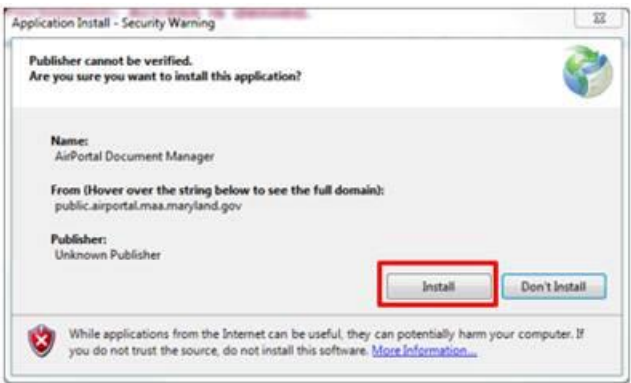 Application Install - Security Warning
Publisher cannot be verified.
Are you sure you want to install this application?
Name:
AirPortal Document Manager
From (Hover over the string below to see the full domain):
public.airportal.maa.maryland.gov
Publisher:
Unknown Publisher
Install
Don't Install
While applications from the Internet can be useful, they can potentially harm your computer. If
you do not trust the source, do not install this software. More Information...